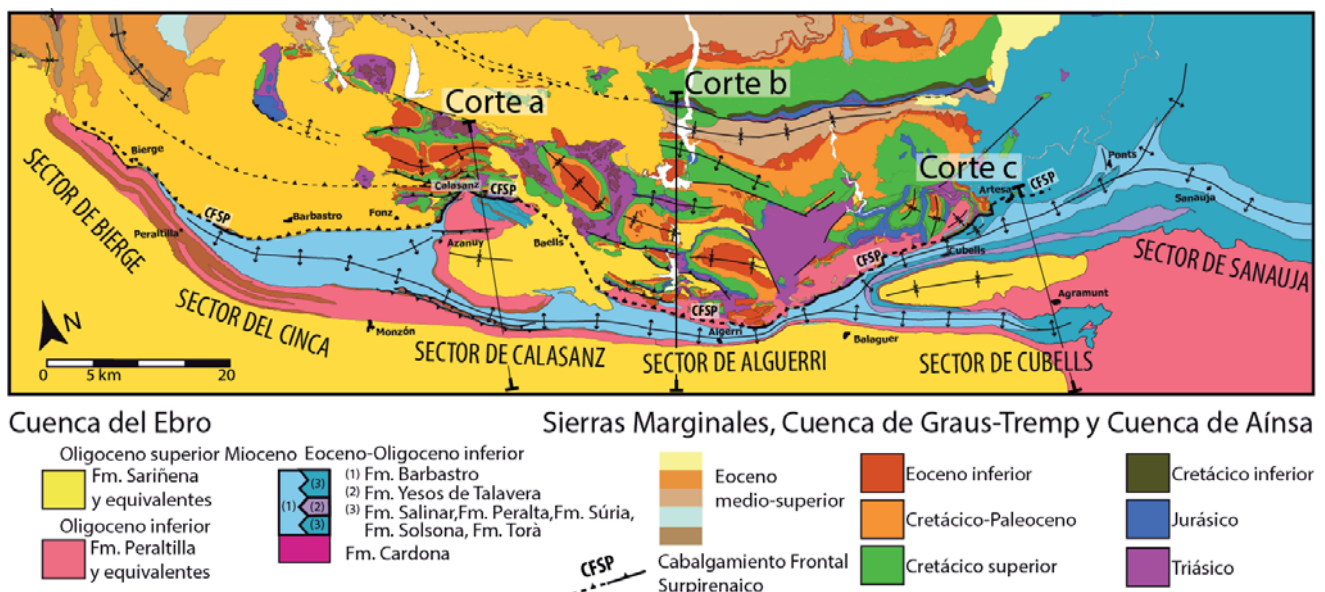 Corte a
Corte b
Corte c
Bierge
Peraltilla
CFSP
Barbastro
Fonz
Calasanz
CFSP
Azanuy
Baells
Monzón
CFSP
Algerri
CFSP
Balaguer
Cubells
Artesa
CFSP
Ponts
Sanauja
Agramunt
SECTOR DE BIERGE
SECTOR DEL CINCA
SECTOR DE CALASANZ
SECTOR DE ALGUERRI
SECTOR DE CUBELLS
SECTOR DE SANAUJA
N
0 5 km 20
Cuenca del Ebro
Oligoceno superior Mioceno
Fm. Sariñena
y equivalentes
Oligoceno inferior
Fm. Peraltilla
y equivalentes
Eoceno-Oligoceno inferior
(1) (3) (2) (3)
(1) Fm. Barbastro
(2) Fm. Yesos de Talavera
(3) Fm. Salinar,Fm. Peralta,Fm. Súria,
Fm. Solsona, Fm. Torà
Fm. Cardona
Sierras Marginales, Cuenca de Graus-Tremp y Cuenca de Aínsa
Eoceno
medio-superior
CFSP
Cabalgamiento Frontal
Surpirenaico
Eoceno inferior
Cretácico-Paleoceno
Cretácico superior
Cretácico inferior
Jurásico
Triásico